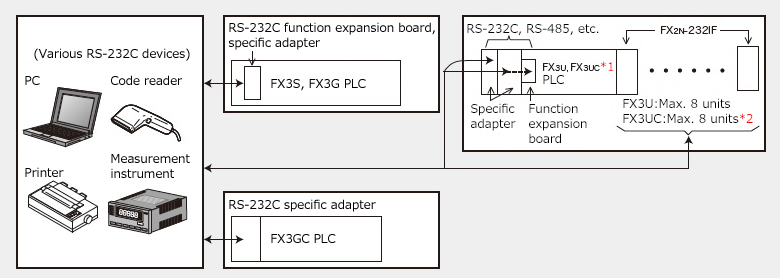 (Various RS-232C devices)
PC
Code reader
Printer
Measurement
instrument
RS-232C function expansion board,
specific adapter
FX3S, FX3G PLC
RS-232C specific adapter
FX3GC PLC
RS-232C, RS-485, etc.
FX2N-232IF
FX3U, FX3UC*1
PLC
Specific
adapter
Function
expansion
board
FX3U:Max. 8 units
FX3UC:Max. 8 units*2